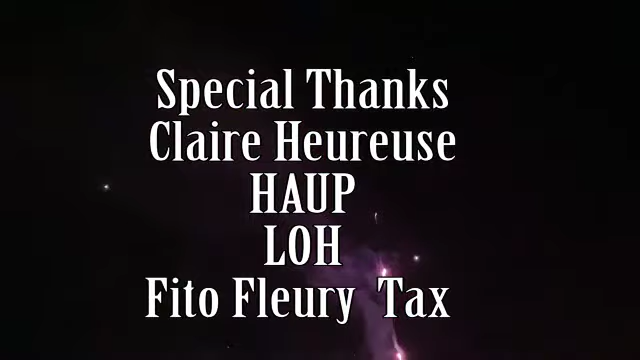 Special Thanks
Claire Heureuse
HAUP
LOH
Fito Fleury Tax